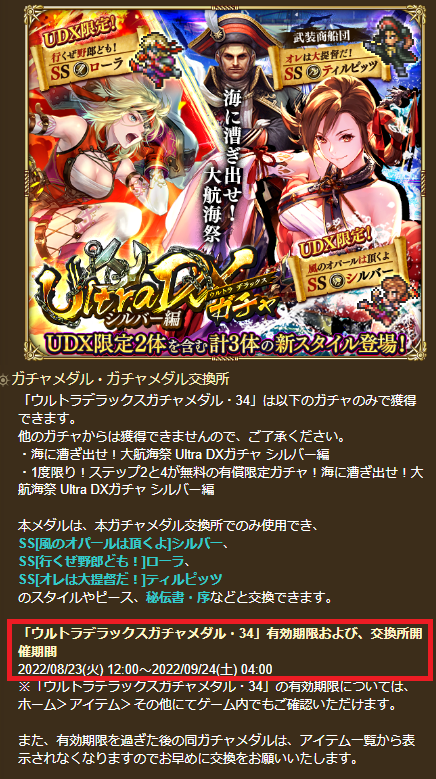 UDX限定!
行くぜ野郎ども!
SS ローラ
武装商船団
オレは大提督だ!
SS ティルピッツ
海に漕ぎ出せ!
大航海祭
UDX限定!
風のオパールは頂くよ
SS シルバー
Ultra DX
ウルトラ デラックス
ガチャ
シルバー編
UDX限定2体を含む計3体の新スタイル登場!
ガチャメダル・ガチャメダル交換所
「ウルトラデラックスガチャメダル・34」は以下のガチャのみで獲得
できます。
他のガチャからは獲得できませんので、ご了承ください。
・海に漕ぎ出せ!大航海祭 Ultra DXガチャ シルバー編
・1度限り!ステップ2と4が無料の有償限定ガチャ!海に漕ぎ出せ!大
航海祭 Ultra DXガチャ シルバー編
本メダルは、本ガチャメダル交換所でのみ使用でき、
SS[風のオパールは頂くよ]シルバー、
SS[行くぜ野郎ども!]ローラ、
SS[オレは大提督だ!]ティルピッツ
のスタイルやピース、秘伝書・序などと交換できます。
「ウルトラデラックスガチャメダル・34」有効期限および、交換所開
催期間
2022/08/23(火) 12:00～2022/09/24(土) 04:00
※「ウルトラデラックスガチャメダル・34」の有効期限については、
ホーム＞アイテム＞その他にてゲーム内でもご確認いただけます。
また、有効期限を過ぎた後の同ガチャメダルは、アイテム一覧から表
示されなくなりますのでお早めに交換をお願いいたします。